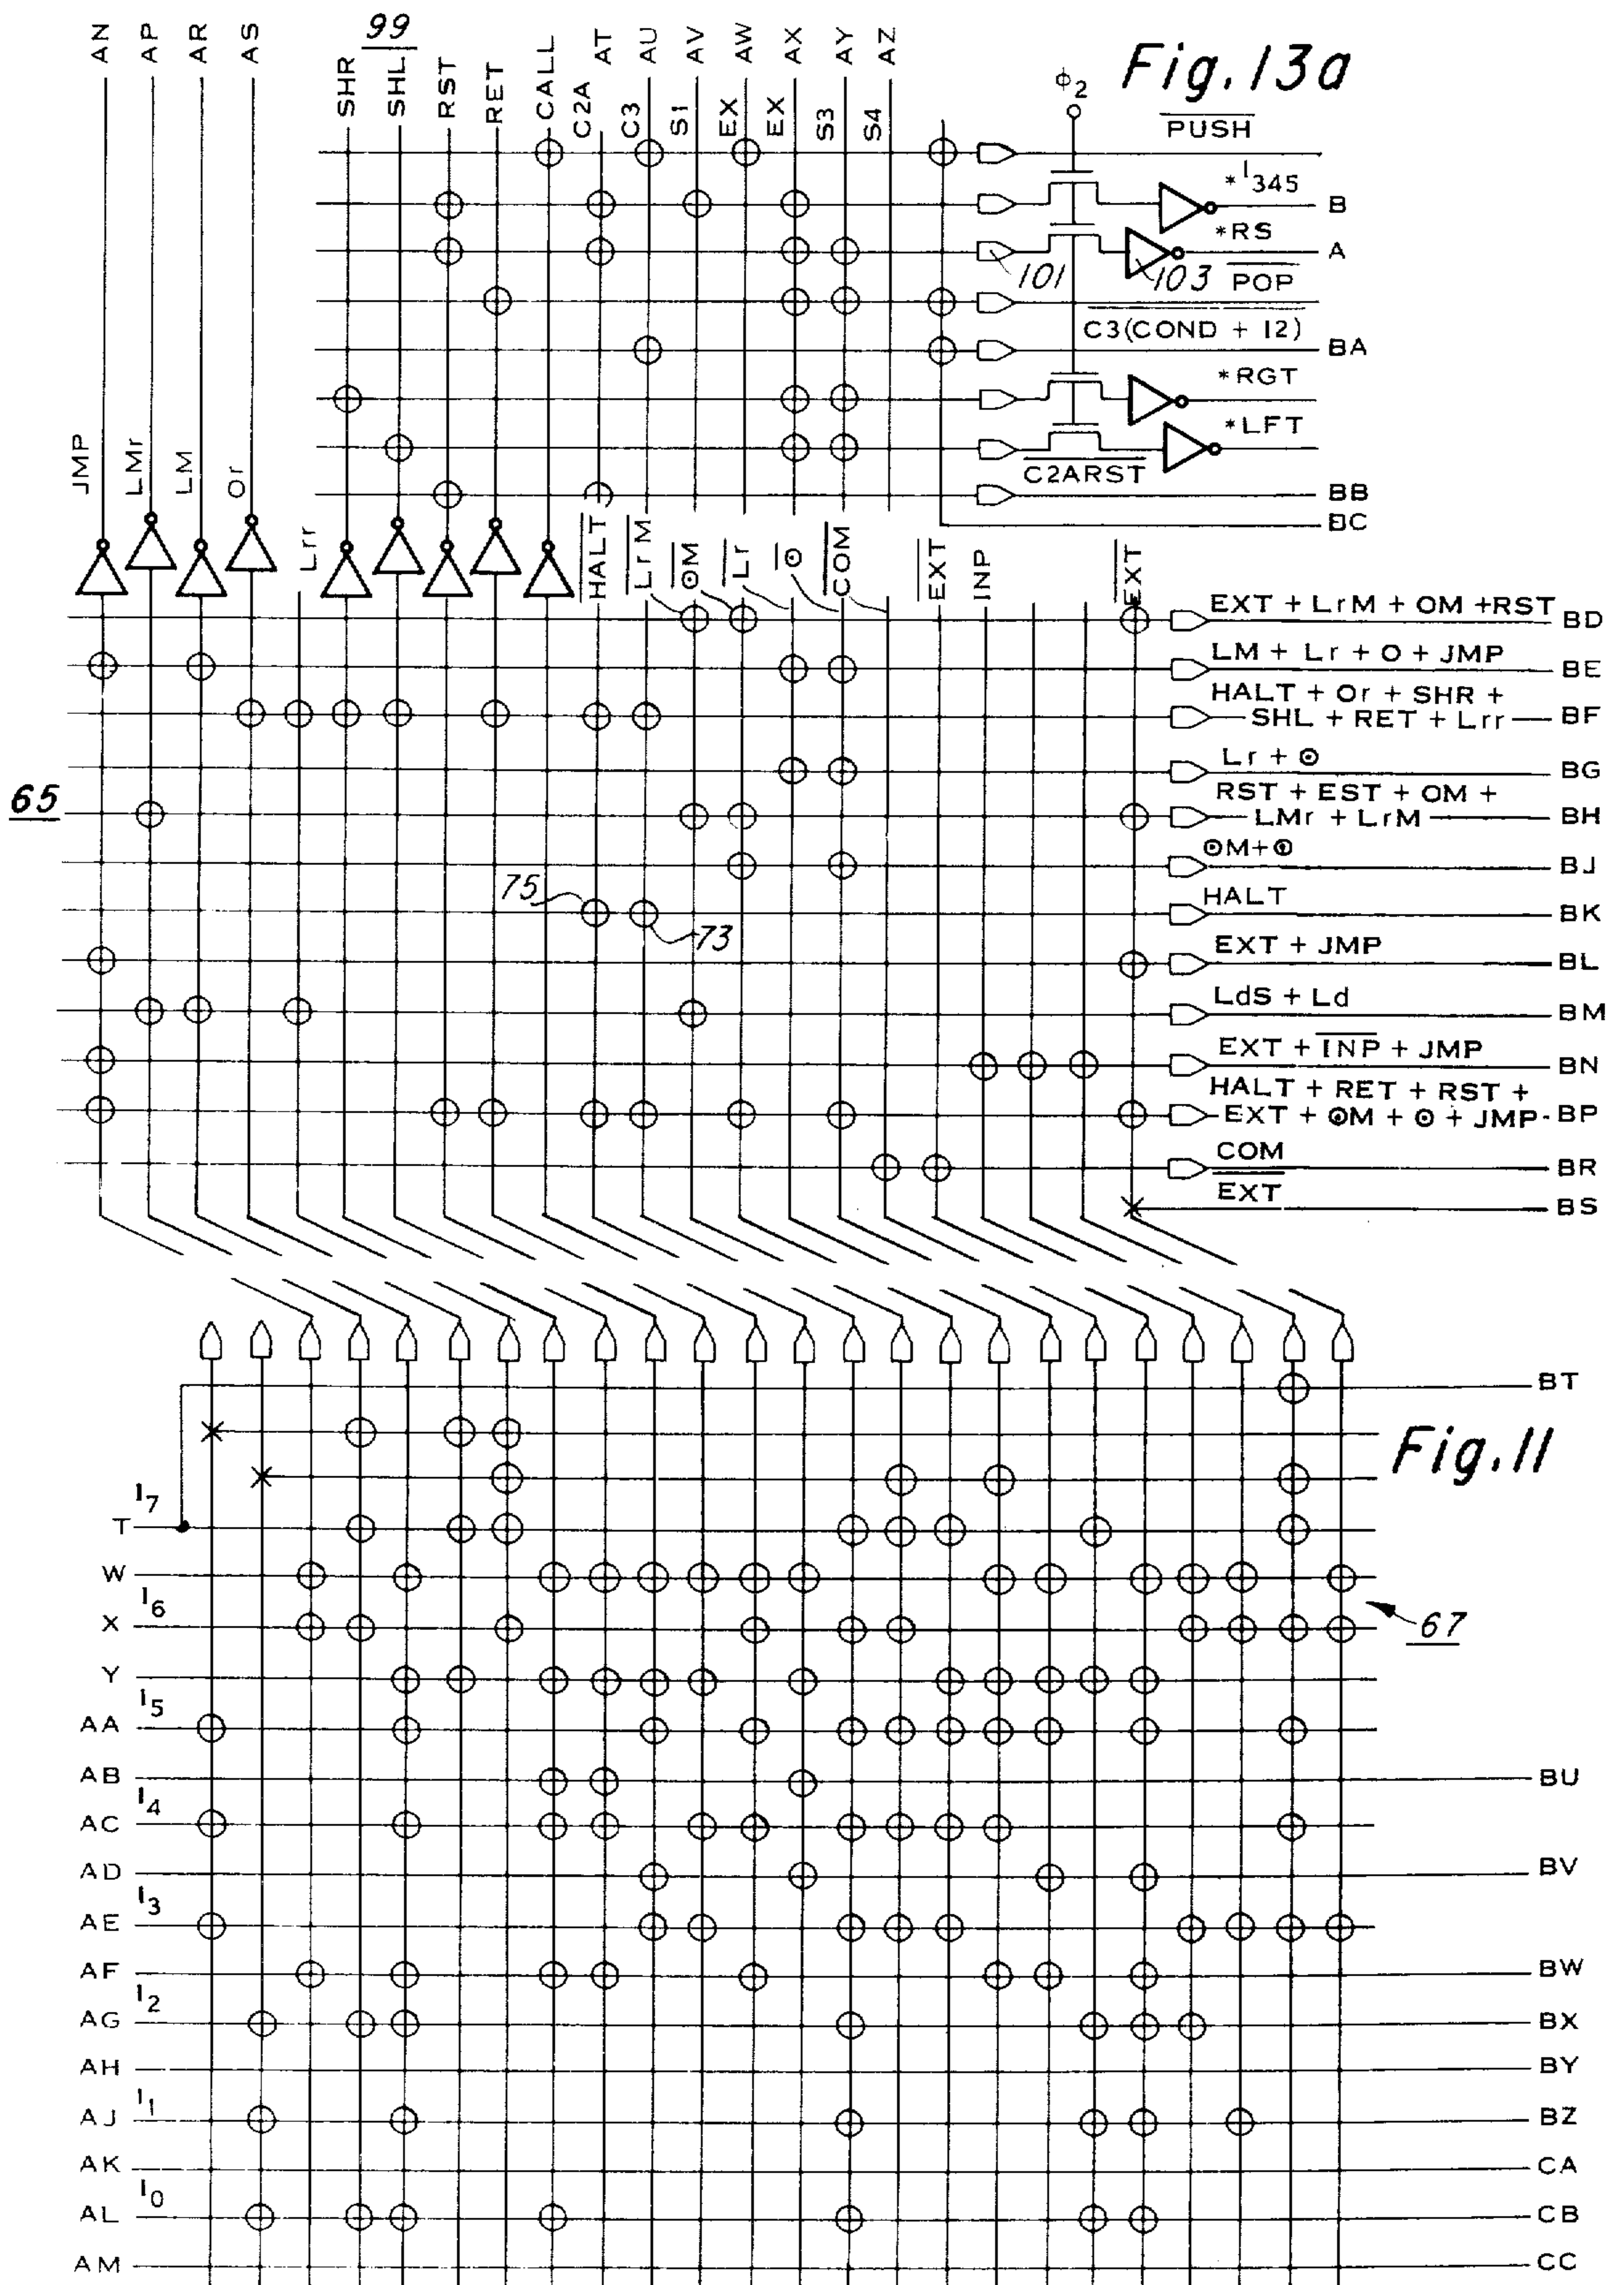 AN AP AR AS
99
SHR SHL RST RET CALL C2A AT C3 AU S1 AV EX AW EX AX S3 AY S4 AZ
Fig.13a
ϕ2
PUSH
*I345
B
*RS
A
101
103
POP
C3(COND + I2)
BA
*RGT
*LFT
C2ARST
BB
BC
JMP LMr LM Or Lrr HALT LrM ⊙M Lr ⊙ COM EXT INP EXT
EXT + LrM + OM +RST BD
LM + Lr + O + JMP BE
HALT + Or + SHR +
SHL + RET + Lrr BF
Lr + ⊙ BG
65
RST + EST + OM +
LMr + LrM BH
⊙M+⊙ BJ
75
HALT BK
73
EXT + JMP BL
LdS + Ld BM
EXT + INP + JMP BN
HALT + RET + RST +
EXT + ⊙M + ⊙ + JMP BP
COM BR
EXT BS
BT
Fig.11
I7
T
W
I6
X
67
Y
I5
AA
AB BU
I4
AC
AD BV
I3
AE
AF BW
I2
AG BX
AH BY
I1
AJ BZ
AK CA
I0
AL CB
AM CC